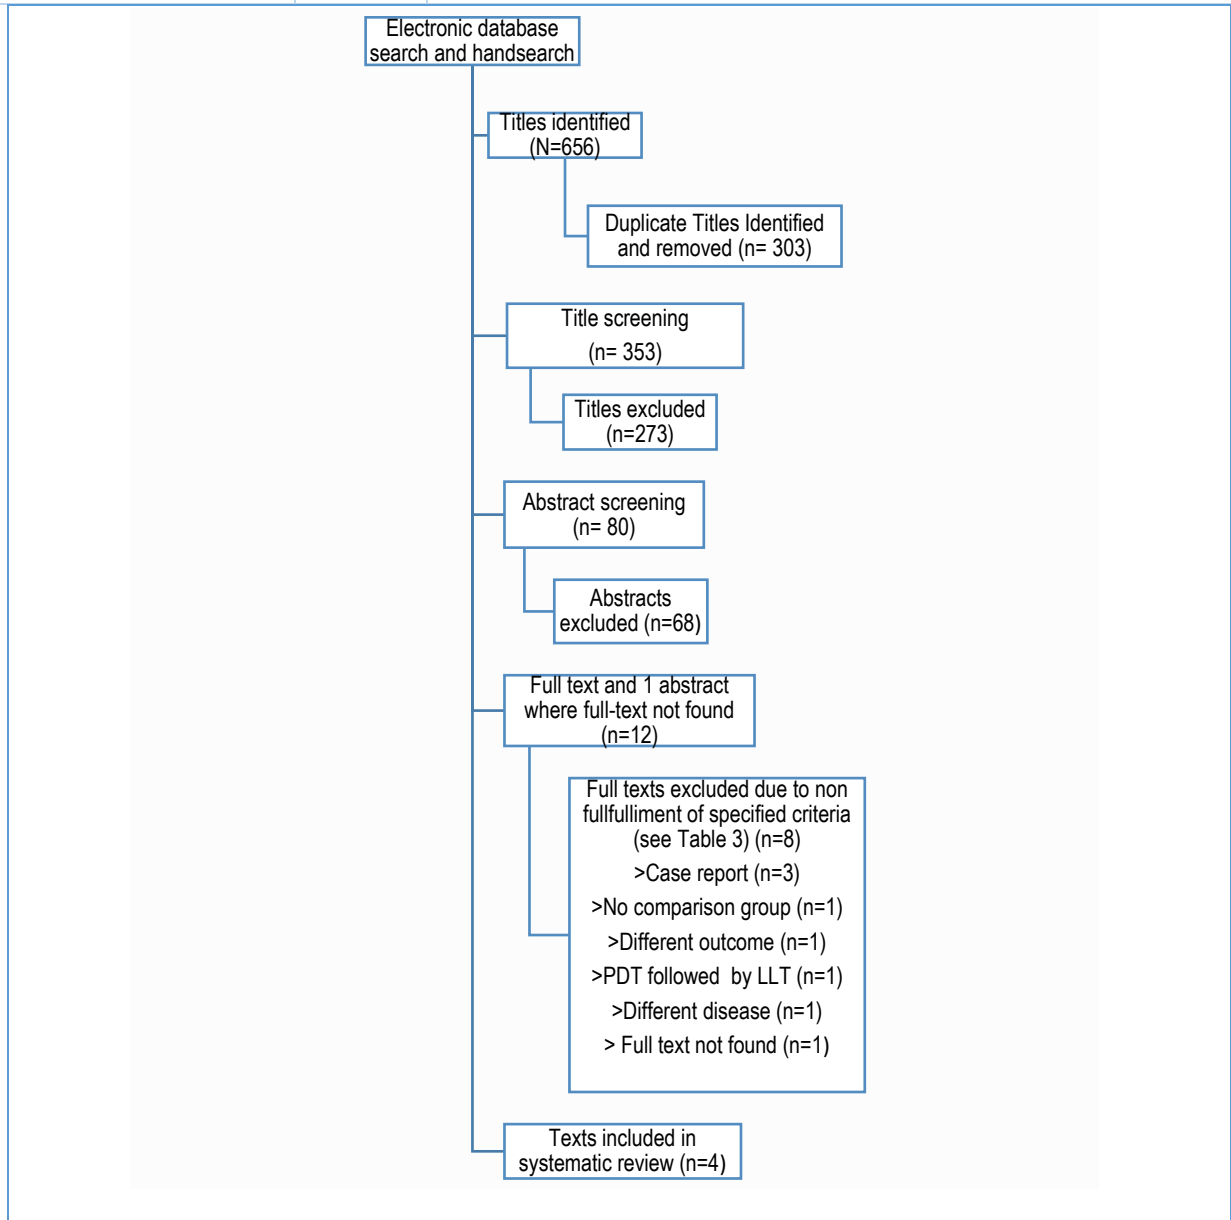 Electronic database
search and handsearch
Titles identified
(N=656)
Duplicate Titles Identified
and removed (n= 303)
Title screening
(n= 353)
Titles excluded
(n=273)
Abstract screening
(n= 80)
Abstracts
excluded (n=68)
Full text and 1 abstract
where full-text not found
(n=12)
Full texts excluded due to non
fullfulliment of specified criteria
(see Table 3) (n=8)
>Case report (n=3)
>No comparison group (n=1)
>Different outcome (n=1)
>PDT followed by LLT (n=1)
>Different disease (n=1)
> Full text not found (n=1)
Texts included in
systematic review (n=4)